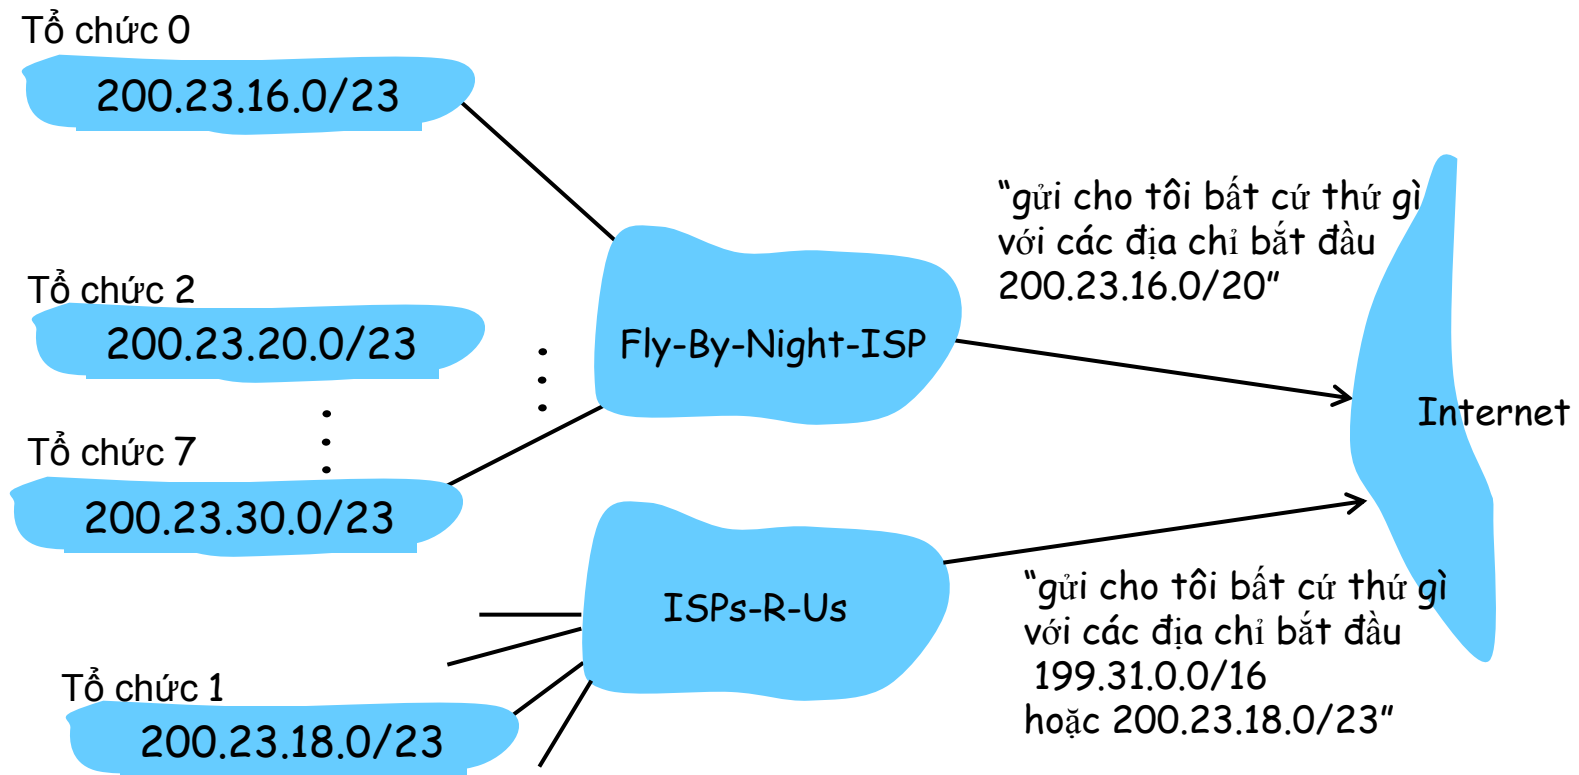 Tổ chức 0
200.23.16.0/23
“gửi cho tôi bất cứ thứ gì
với các địa chỉ bắt đầu
200.23.16.0/20”
Tổ chức 2
200.23.20.0/23
Fly-By-Night-ISP
Internet
Tổ chức 7
200.23.30.0/23
ISPs-R-Us
“gửi cho tôi bất cứ thứ gì
với các địa chỉ bắt đầu
199.31.0.0/16
hoặc 200.23.18.0/23”
Tổ chức 1
200.23.18.0/23